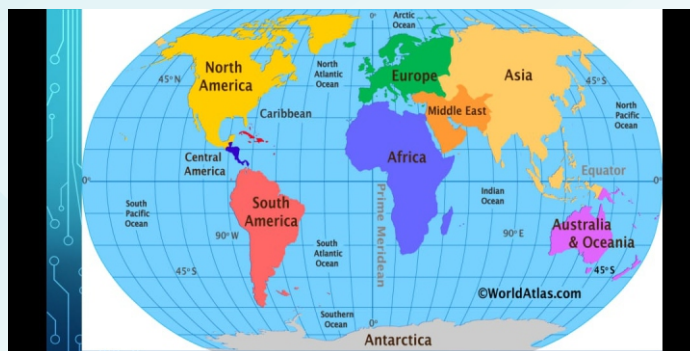 0°
Arctic
Ocean
45° N
North
America
North
Atlantic
Ocean
Europe
Asia
45° S
North
Pacific
Ocean
Caribbean
Middle East
Central
America
Africa
Equator
0°
0°
South
Pacific
Ocean
South
America
Prime Meridean
Indian
Ocean
90° W
South
Atlantic
Ocean
90° E
Australia
& Oceania
45° S
45° S
©WorldAtlas.com
Southern
Ocean
0°
Antarctica